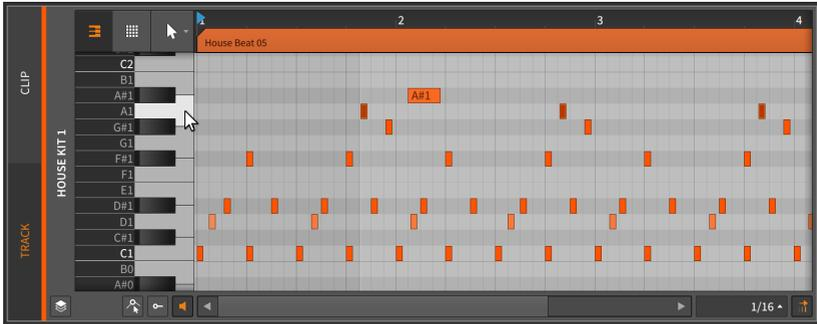 1 2 3 4
House Beat 05
CLIP
TRACK
HOUSE KIT 1
C2
B1
A#1 A#1
A1
G#1
G1
F#1
F1
E1
D#1
D1
C#1
C1
B0
A#0
1/16